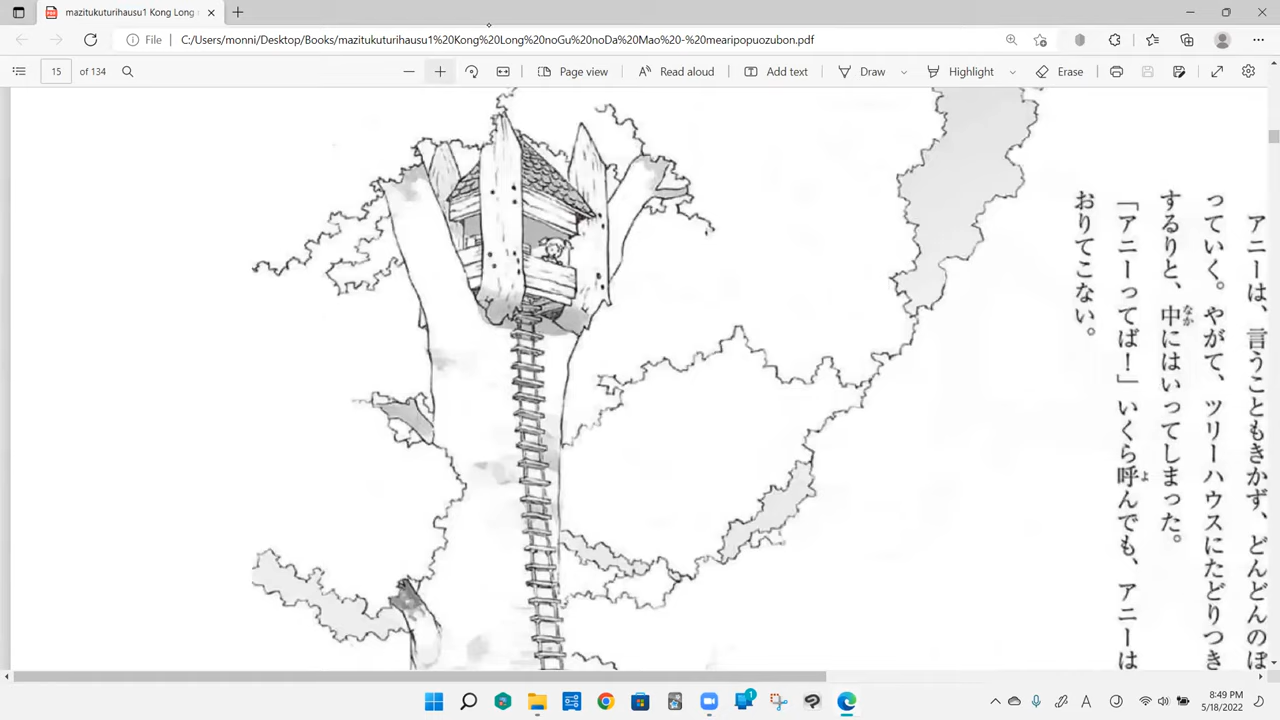 mazitukuturihausu1 Kong Long
File
C:/Users/monni/Desktop/Books/mazitukuturihausu1%20Kong%20Long%20noGu%20noDa%20Mao%20-%20mearipopuozubon.pdf
15 of 134
Page view
Read aloud
Add text
Draw
Highlight
Erase
アニーは、言うことをきかず、どんどんのぼ
っていく。やがて、ツリーハウスにたどりつき
するりと、中にはいってしまった。
なか
「アニーってば！」いくら呼んでも、アニーは
よ
おりてこない。
1
8:49 PM
5/18/2022